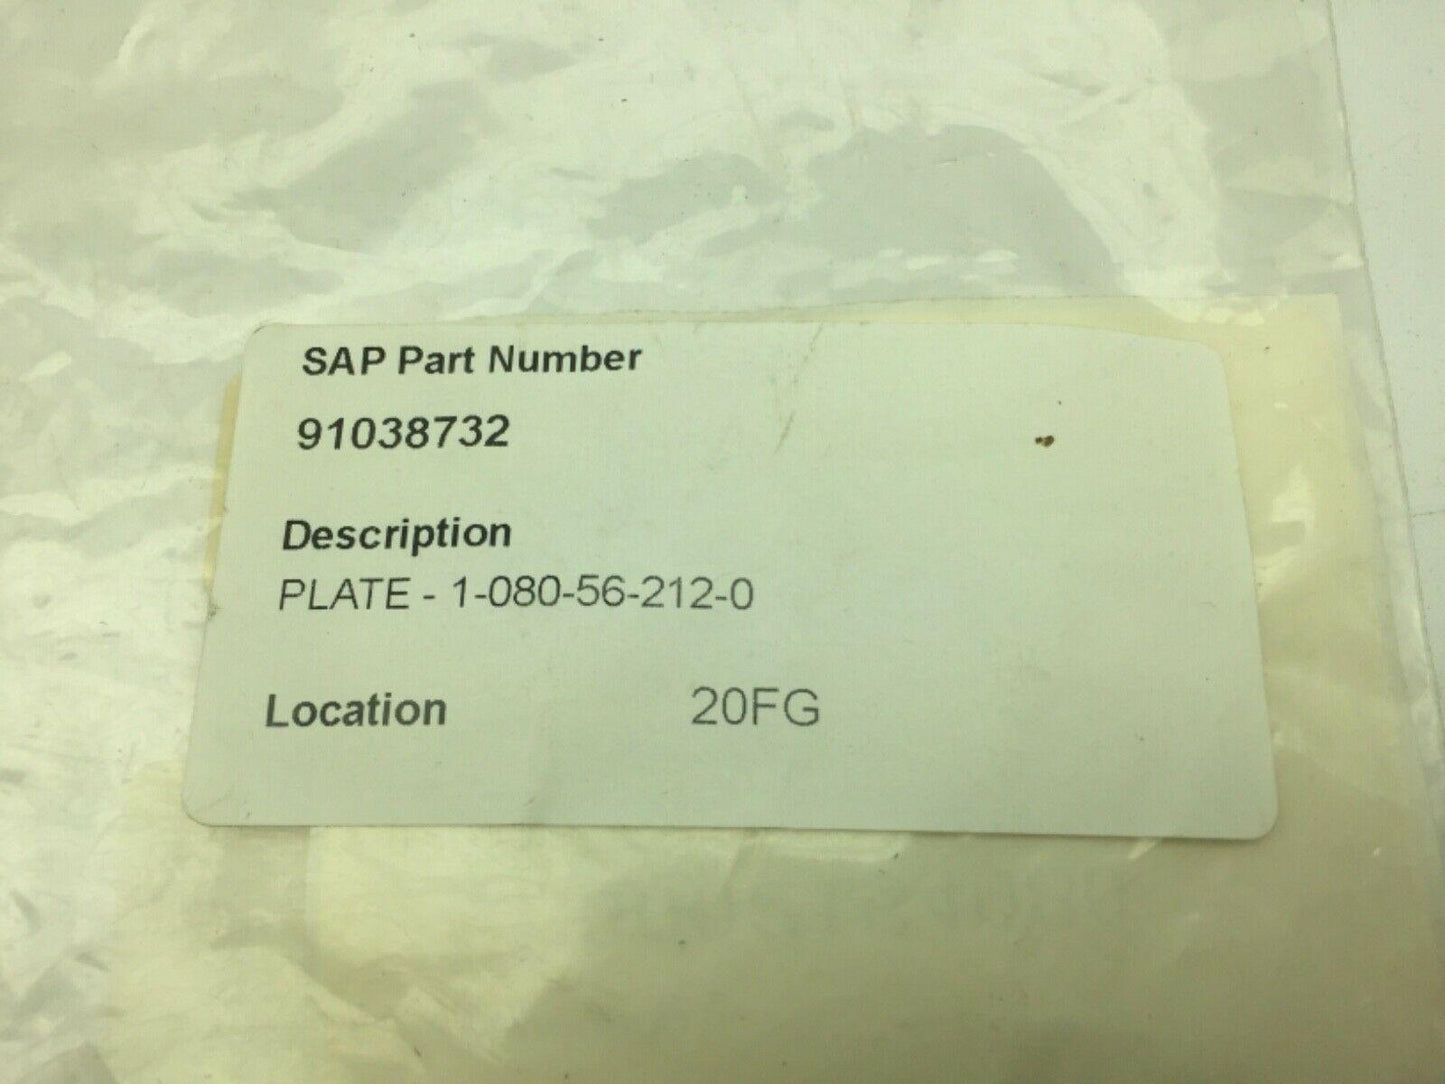 SAP Part Number
91038732
Description
PLATE - 1-080-56-212-0
Location 20FG